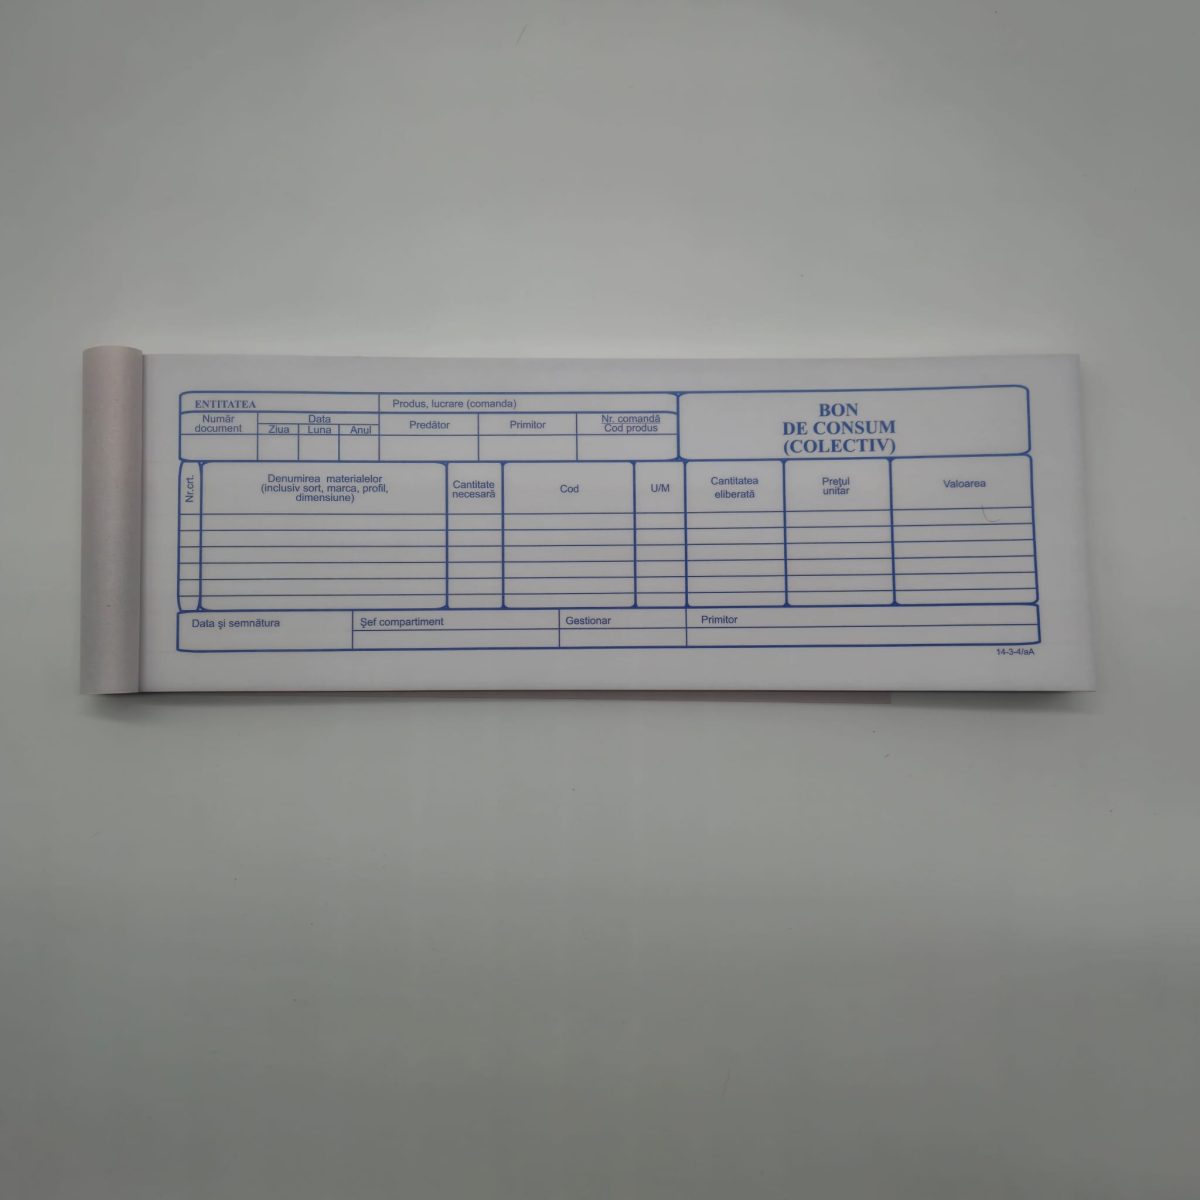 ENTITATEA
Produs, lucrare (comanda)
BON
DE CONSUM
(COLECTIV)
Număr
document
Data
Ziua Luna Anul
Predător
Primitor
Nr. comandă
Cod produs
Nr.crt.
Denumirea materialelor
(inclusiv sort, marca, profil,
dimensiune)
Cantitate
necesară
Cod
U/M
Cantitatea
eliberată
Preţul
unitar
Valoarea
Data şi semnătura
Şef compartiment
Gestionar
Primitor
14-3-4/aA